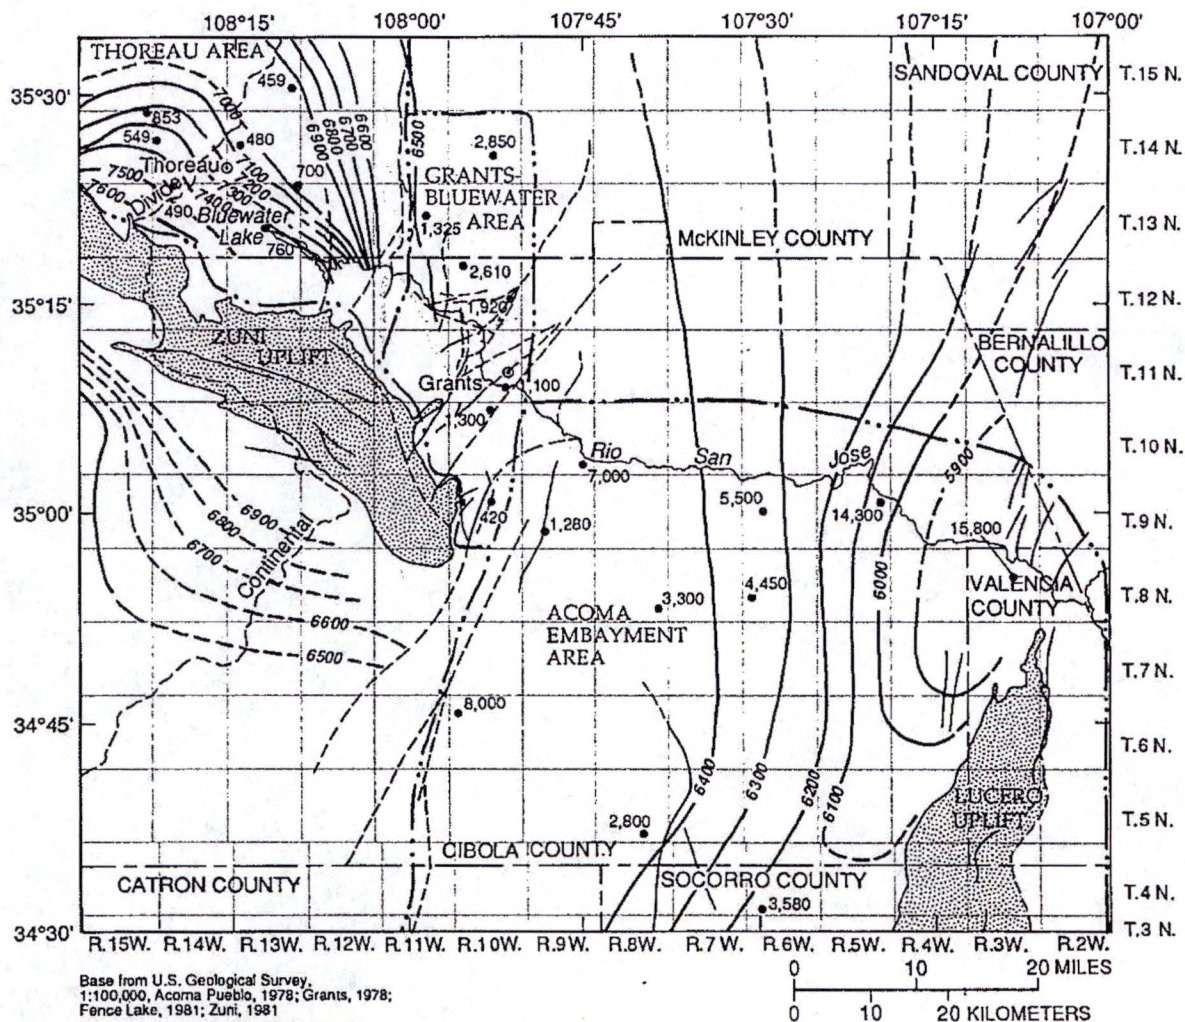 108°15' 108°00' 107°45' 107°30' 107°15' 107°00'
THOREAU AREA
SANDOVAL COUNTY
T.15 N.
35°30'
459
7000
6900
6800
6700
6600
6500
853
549
480
2,850
T.14 N.
Thoreau
700
7100
7200
7300
7400
7500
7600
GRANTS-
BLUEWATER
AREA
Divide
490
Bluewater
Lake
760
1,325
T.13 N.
McKINLEY COUNTY
2,610
35°15'
1,920
T.12 N.
ZUNI
UPLIFT
BERNALILLO
COUNTY
Grants
1,100
T.11 N.
1,300
T.10 N.
Rio San Jose
5900
7,000
6900
6800
6700
35°00'
420
1,280
5,500
14,300
15,800
T.9 N.
Continental
6000
3,300
4,450
VALENCIA
COUNTY
T.8 N.
ACOMA
EMBAYMENT
AREA
6600
6500
T.7 N.
34°45'
8,000
T.6 N.
6400
6300
6200
6100
LUCERO
UPLIFT
2,800
T.5 N.
CIBOLA COUNTY
CATRON COUNTY
SOCORRO COUNTY
T.4 N.
3,580
34°30'
T.3 N.
R.15W. R.14W. R.13W. R.12W. R.11W. R.10W. R.9W. R.8W. R.7W. R.6W. R.5W. R.4W. R.3W. R.2W.
Base from U.S. Geological Survey,
1:100,000, Acoma Pueblo, 1978; Grants, 1978;
Fence Lake, 1981; Zuni, 1981
0 10 20 MILES
0 10 20 KILOMETERS